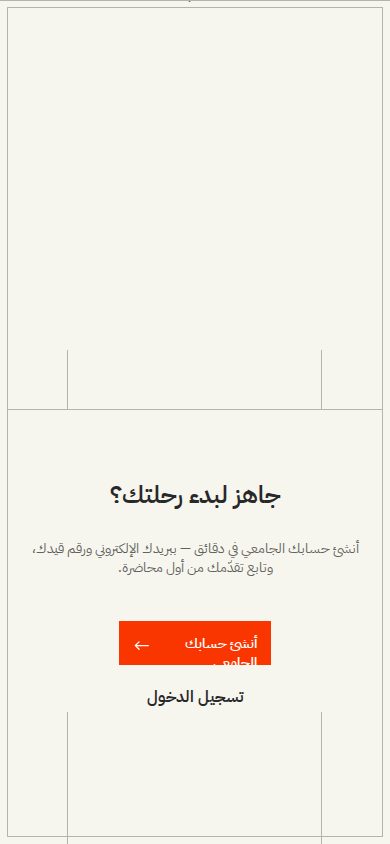 جاهز لبدء رحلتك؟
أنشئ حسابك الجامعي في دقائق — ببريدك الإلكتروني ورقم قيدك،
وتابع تقدّمك من أول محاضرة.
أنشئ حسابك
الجامعي
تسجيل الدخول